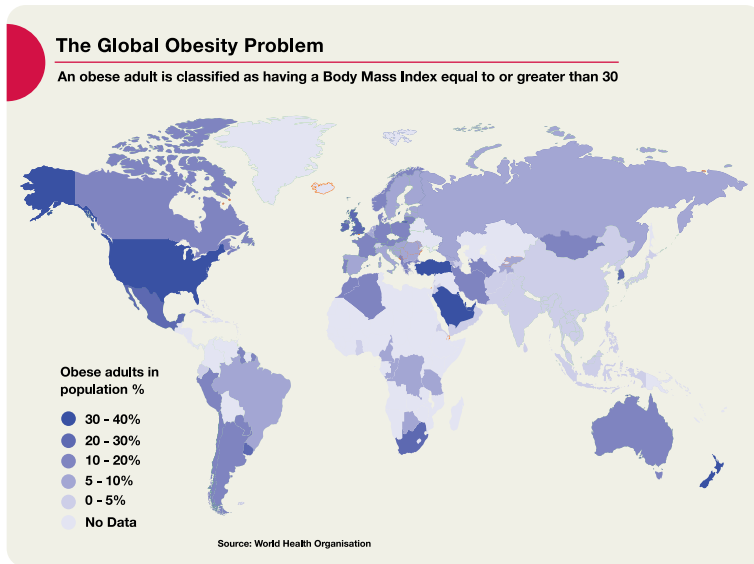 The Global Obesity Problem
An obese adult is classified as having a Body Mass Index equal to or greater than 30
Obese adults in
population %
30 - 40%
20 - 30%
10 - 20%
5 - 10%
0 - 5%
No Data
Source: World Health Organisation